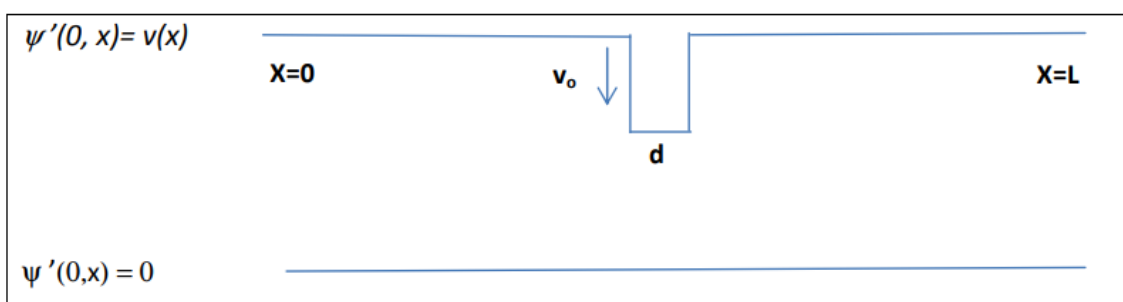 ψ’(0, x)= v(x)
X=0
vₒ
X=L
d
ψ ’(0,x) = 0